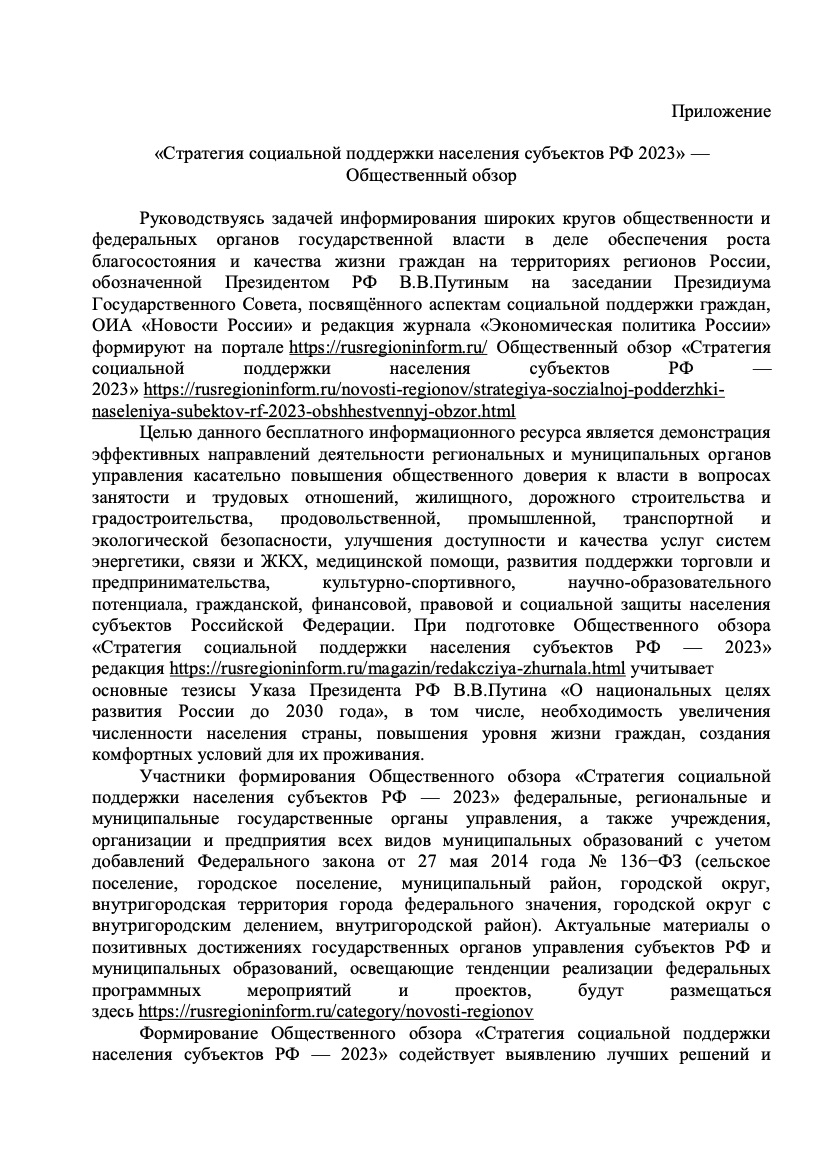 Приложение
«Стратегия социальной поддержки населения субъектов РФ 2023» —
Общественный обзор
Руководствуясь задачей информирования широких кругов общественности и
федеральных органов государственной власти в деле обеспечения роста
благосостояния и качества жизни граждан на территориях регионов России,
обозначенной Президентом РФ В.В.Путиным на заседании Президиума
Государственного Совета, посвящённого аспектам социальной поддержки граждан,
ОИА «Новости России» и редакция журнала «Экономическая политика России»
формируют на портале https://rusregioninform.ru/ Общественный обзор «Стратегия
социальной поддержки населения субъектов РФ —
2023» https://rusregioninform.ru/novosti-regionov/strategiya-soczialnoj-podderzhki-
naseleniya-subektov-rf-2023-obshhestvennyj-obzor.html
Целью данного бесплатного информационного ресурса является демонстрация
эффективных направлений деятельности региональных и муниципальных органов
управления касательно повышения общественного доверия к власти в вопросах
занятости и трудовых отношений, жилищного, дорожного строительства и
градостроительства, продовольственной, промышленной, транспортной и
экологической безопасности, улучшения доступности и качества услуг систем
энергетики, связи и ЖКХ, медицинской помощи, развития поддержки торговли и
предпринимательства, культурно-спортивного, научно-образовательного
потенциала, гражданской, финансовой, правовой и социальной защиты населения
субъектов Российской Федерации. При подготовке Общественного обзора
«Стратегия социальной поддержки населения субъектов РФ — 2023»
редакция https://rusregioninform.ru/magazin/redakcziya-zhurnala.html учитывает
основные тезисы Указа Президента РФ В.В.Путина «О национальных целях
развития России до 2030 года», в том числе, необходимость увеличения
численности населения страны, повышения уровня жизни граждан, создания
комфортных условий для их проживания.
Участники формирования Общественного обзора «Стратегия социальной
поддержки населения субъектов РФ — 2023» федеральные, региональные и
муниципальные государственные органы управления, а также учреждения,
организации и предприятия всех видов муниципальных образований с учетом
добавлений Федерального закона от 27 мая 2014 года № 136−ФЗ (сельское
поселение, городское поселение, муниципальный район, городской округ,
внутригородская территория города федерального значения, городской округ с
внутригородским делением, внутригородской район). Актуальные материалы о
позитивных достижениях государственных органов управления субъектов РФ и
муниципальных образований, освещающие тенденции реализации федеральных
программных мероприятий и проектов, будут размещаться
здесь https://rusregioninform.ru/category/novosti-regionov
Формирование Общественного обзора «Стратегия социальной поддержки
населения субъектов РФ — 2023» содействует выявлению лучших решений и